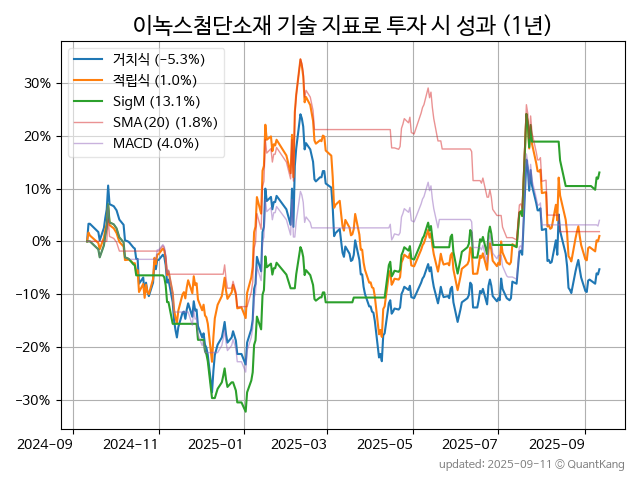 이녹스첨단소재 기술 지표로 투자 시 성과 (1년)
거치식 (−5.3%)
적립식 (1.0%)
SigM (13.1%)
SMA(20) (1.8%)
MACD (4.0%)
30%
20%
10%
0%
−10%
−20%
−30%
2024-09 2024-11 2025-01 2025-03 2025-05 2025-07 2025-09
updated: 2025-09-11 © QuantKang